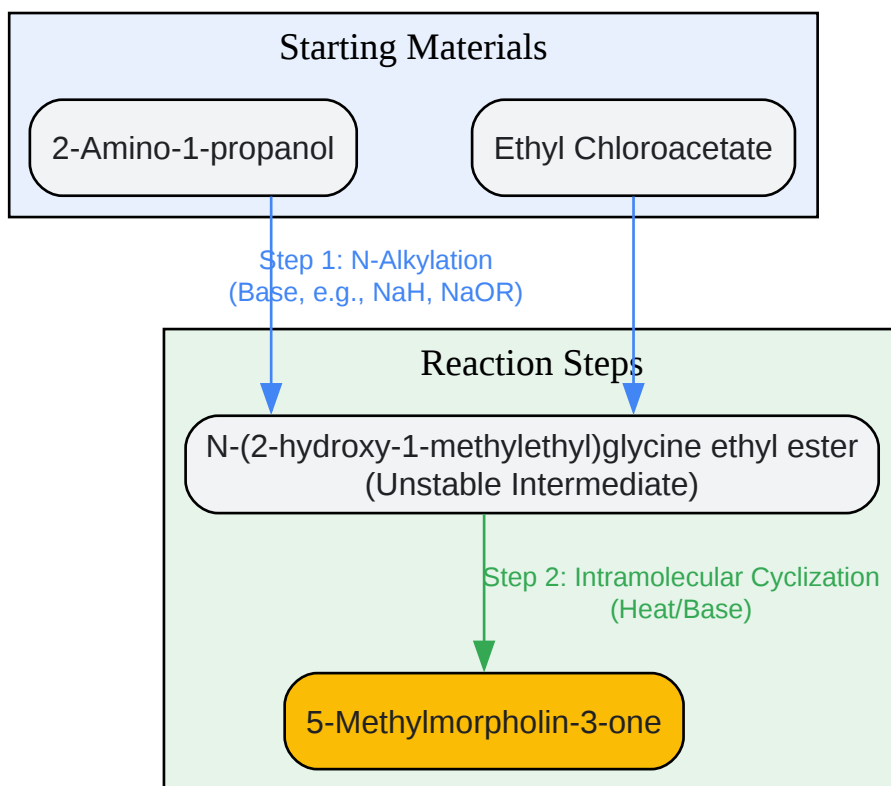 Starting Materials
2-Amino-1-propanol
Ethyl Chloroacetate
Step 1: N-Alkylation
(Base, e.g., NaH, NaOR)
Reaction Steps
N-(2-hydroxy-1-methylethyl)glycine ethyl ester
(Unstable Intermediate)
Step 2: Intramolecular Cyclization
(Heat/Base)
5-Methylmorpholin-3-one